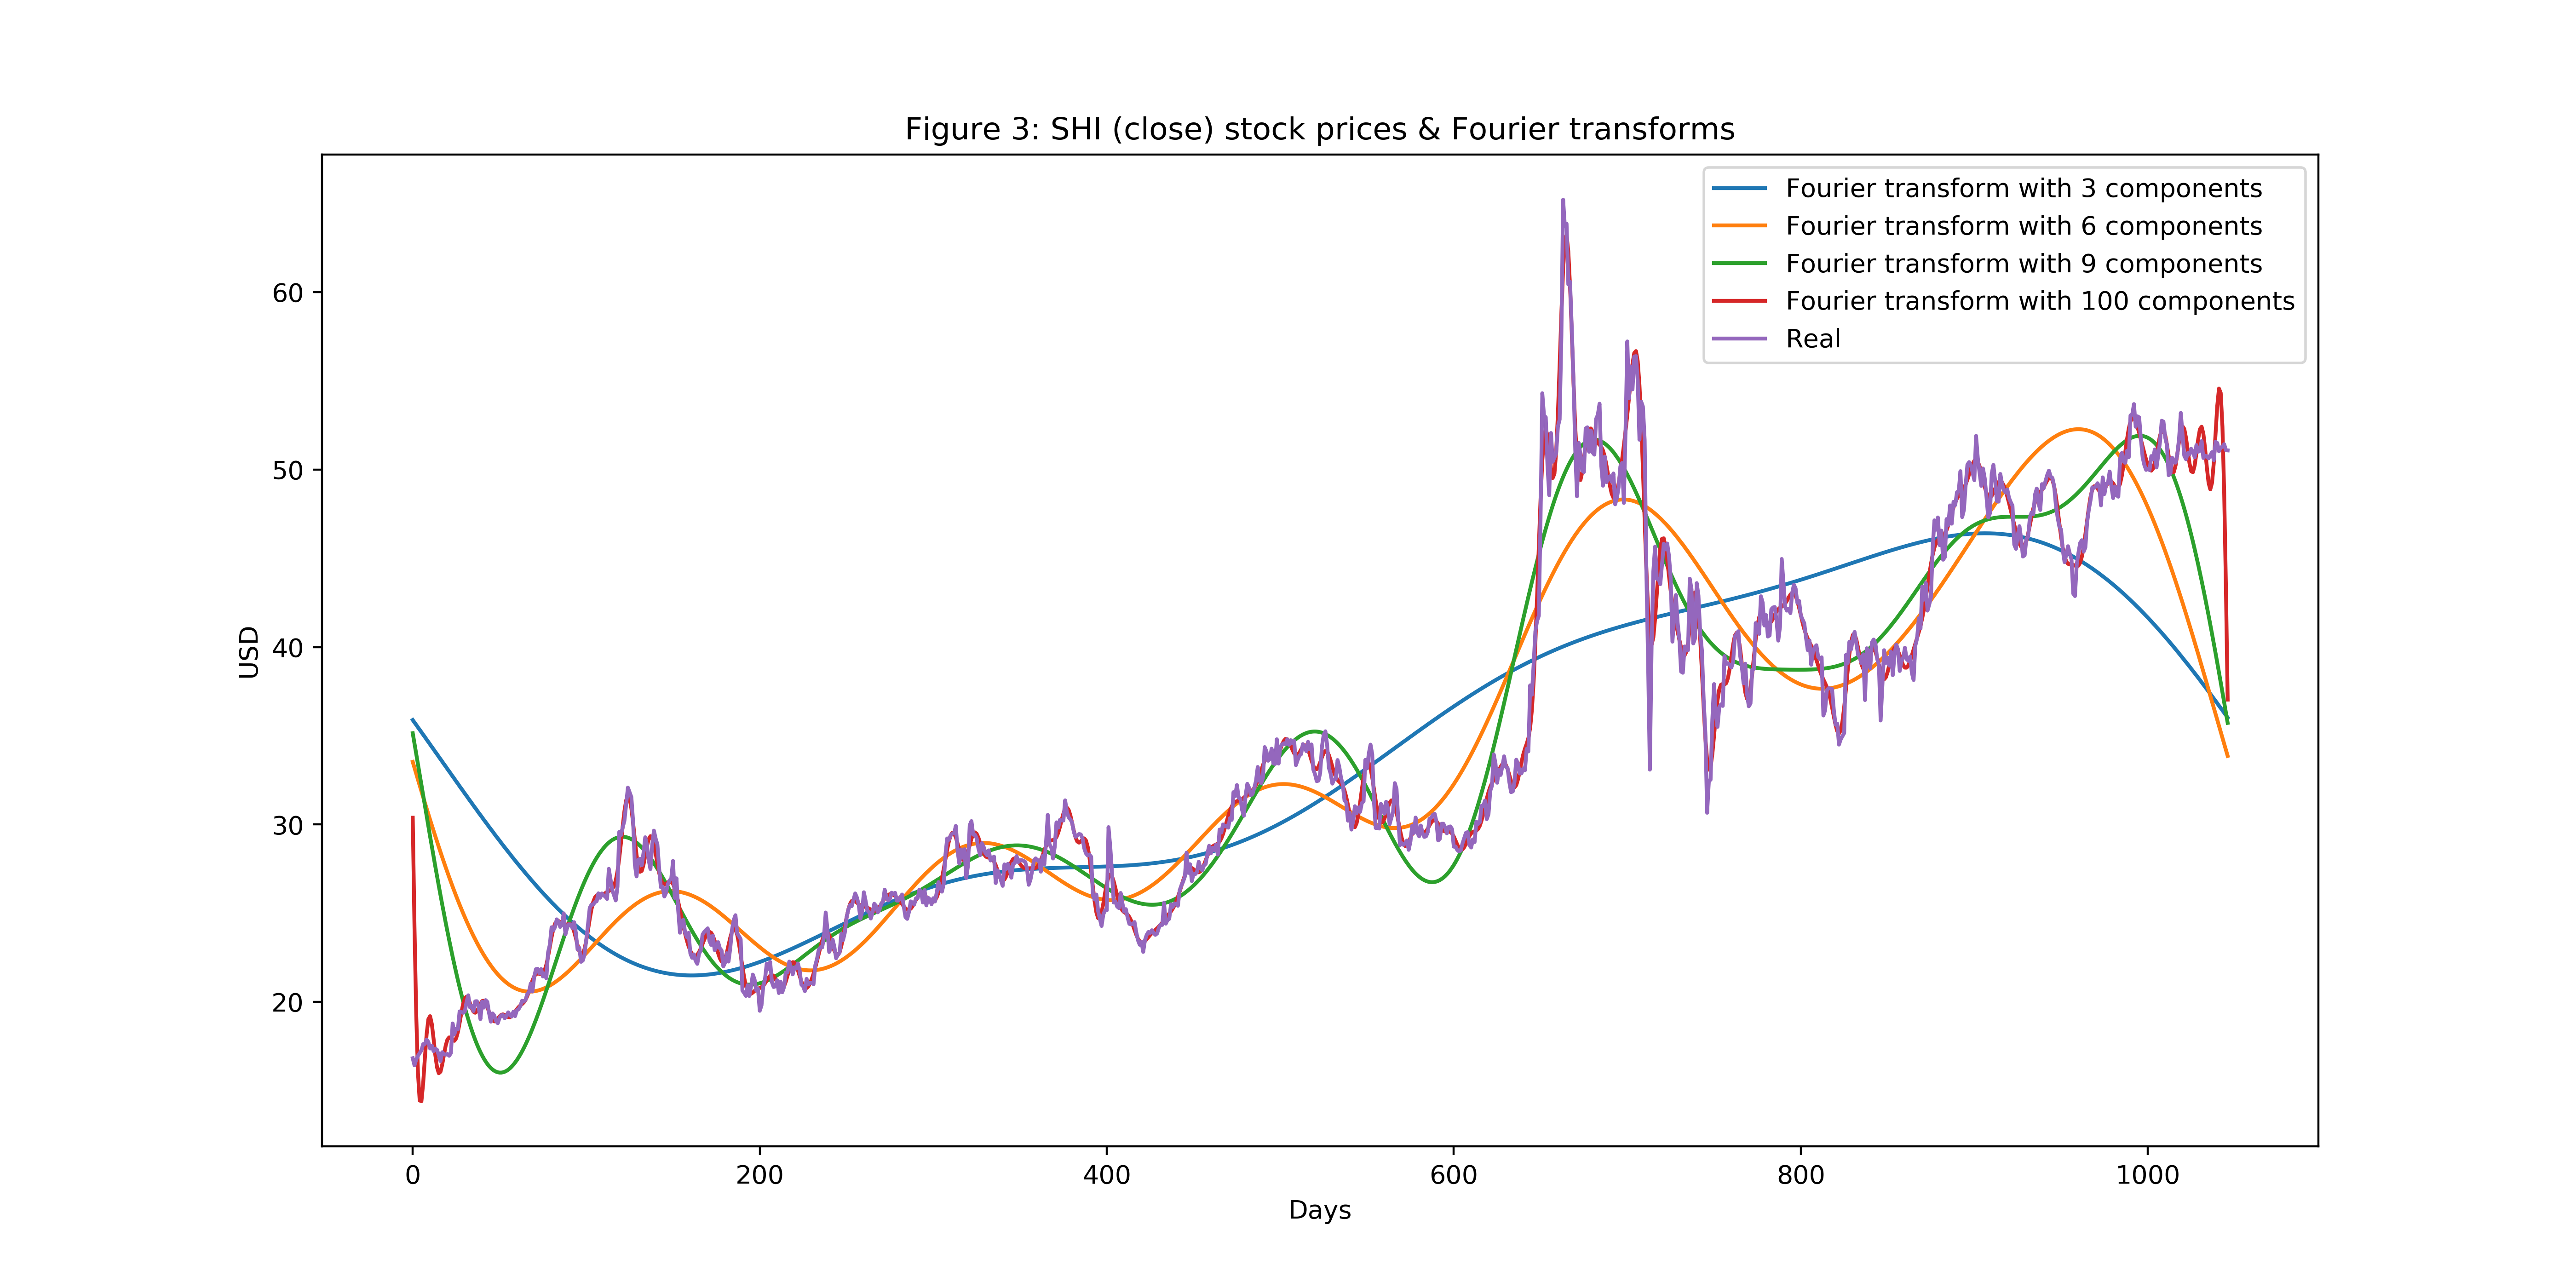 Figure 3: SHI (close) stock prices & Fourier transforms
Fourier transform with 3 components
Fourier transform with 6 components
Fourier transform with 9 components
Fourier transform with 100 components
Real
60
50
40
30
20
USD
0 200 400 600 800 1000
Days